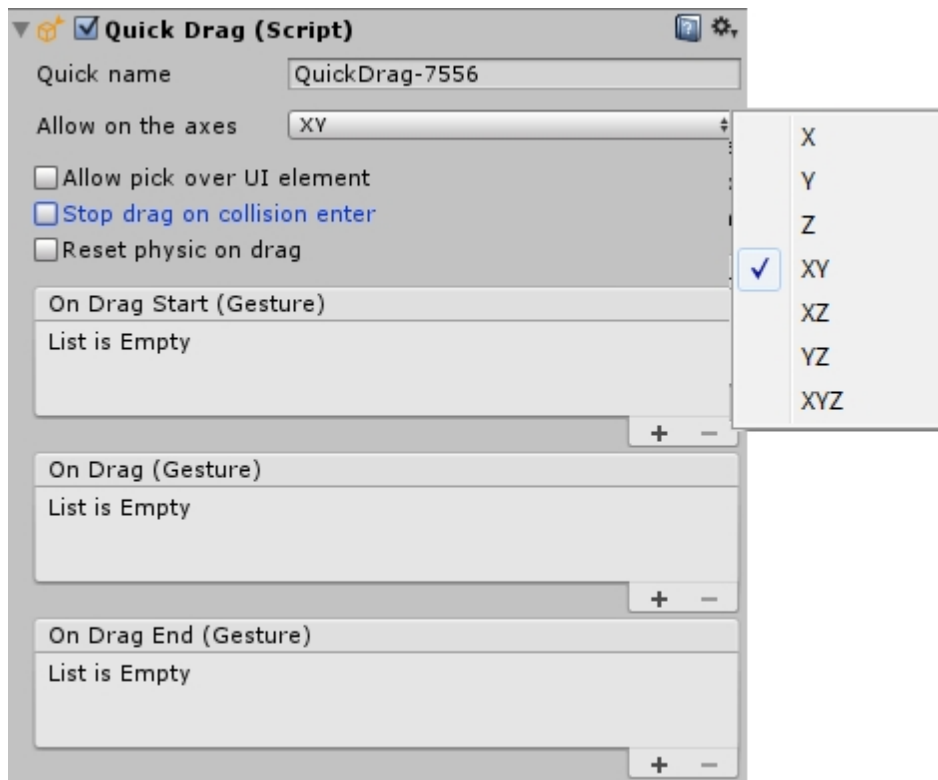 Quick Drag (Script)
Quick name QuickDrag-7556
Allow on the axes XY
X
Y
Z
XY
XZ
YZ
XYZ
Allow pick over UI element
Stop drag on collision enter
Reset physic on drag
On Drag Start (Gesture)
List is Empty
+ −
On Drag (Gesture)
List is Empty
+ −
On Drag End (Gesture)
List is Empty
+ −